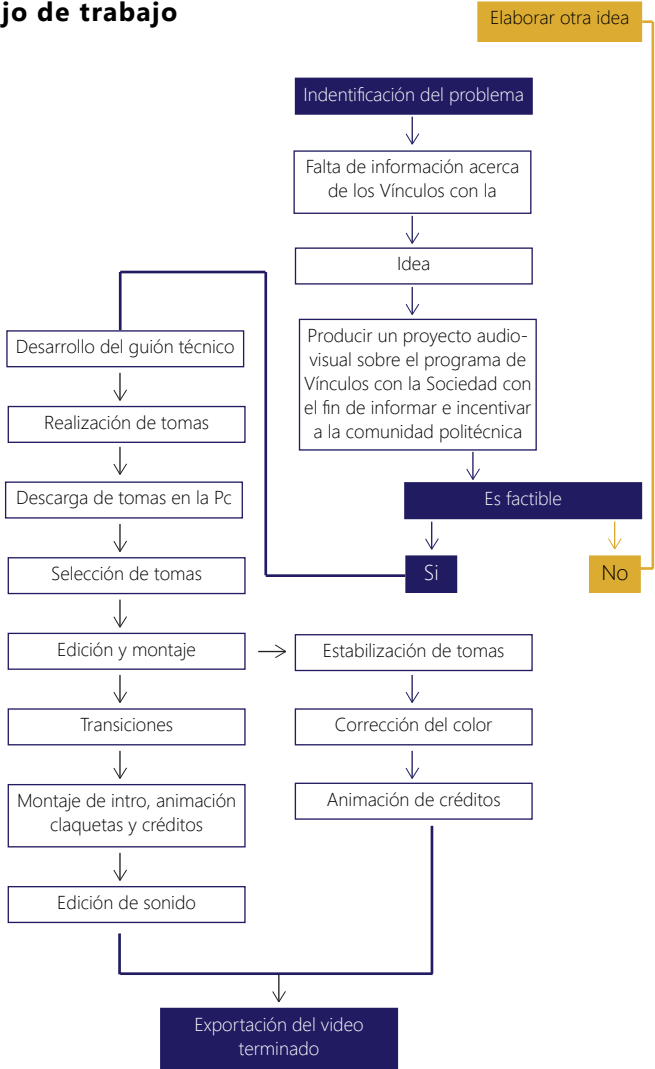 jo de trabajo
Elaborar otra idea
Indentificación del problema
Falta de información acerca
de los Vínculos con la
Idea
Producir un proyecto audio-
visual sobre el programa de
Vínculos con la Sociedad con
el fin de informar e incentivar
a la comunidad politécnica
Es factible
Si
No
Desarrollo del guión técnico
Realización de tomas
Descarga de tomas en la Pc
Selección de tomas
Edición y montaje
Estabilización de tomas
Transiciones
Corrección del color
Montaje de intro, animación
claquetas y créditos
Animación de créditos
Edición de sonido
Exportación del video
terminado